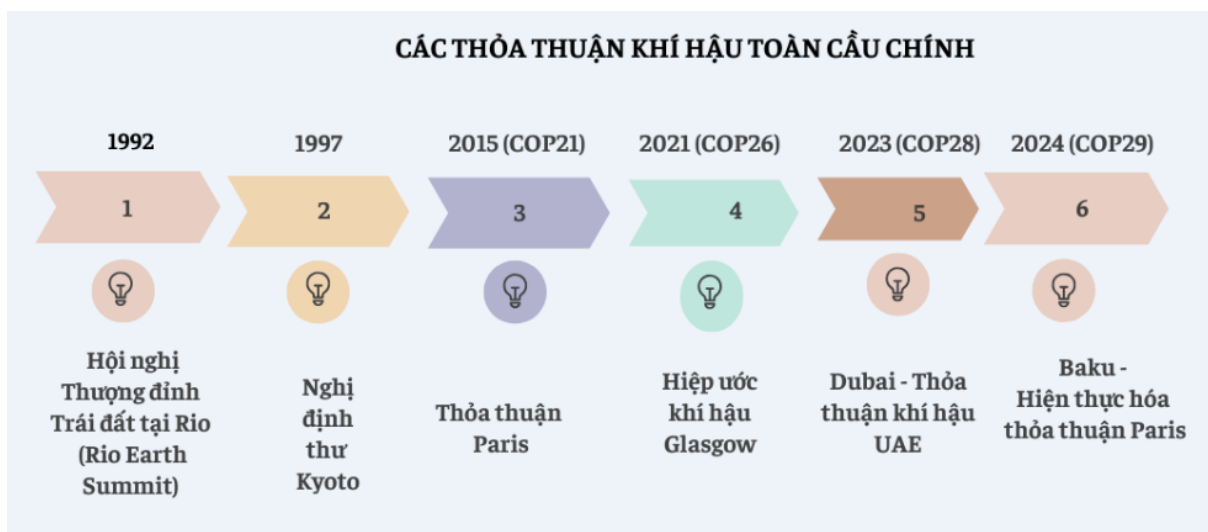 CÁC THỎA THUẬN KHÍ HẬU TOÀN CẦU CHÍNH
1992
1997
2015 (COP21)
2021 (COP26)
2023 (COP28)
2024 (COP29)
1
2
3
4
5
6
Hội nghị
Thượng đỉnh
Trái đất tại Rio
(Rio Earth
Summit)
Nghị
định
thư
Kyoto
Thỏa thuận
Paris
Hiệp ước
khí hậu
Glasgow
Dubai - Thỏa
thuận khí hậu
UAE
Baku -
Hiện thực hóa
thỏa thuận Paris